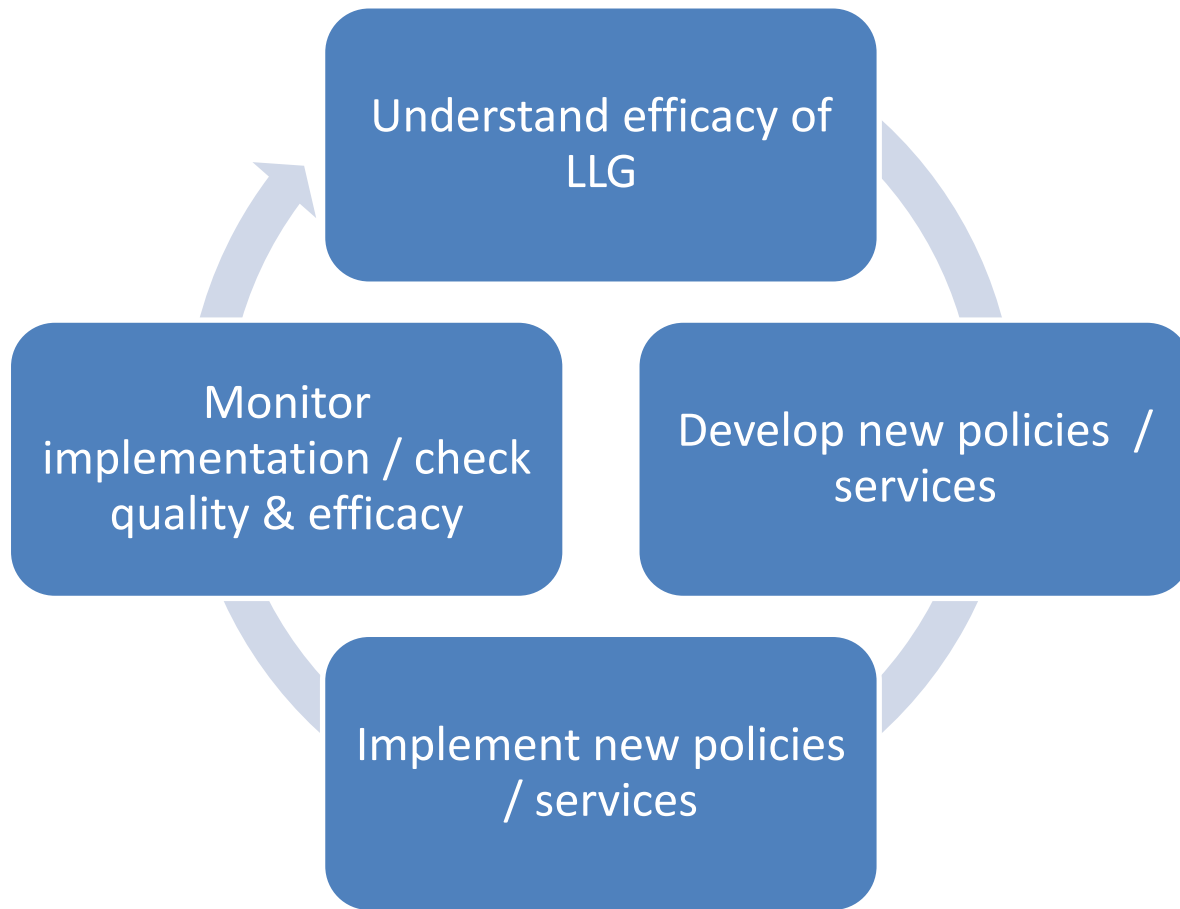 Understand efficacy of
LLG
Develop new policies  /
services
Implement new policies
/ services
Monitor
implementation / check
quality & efficacy